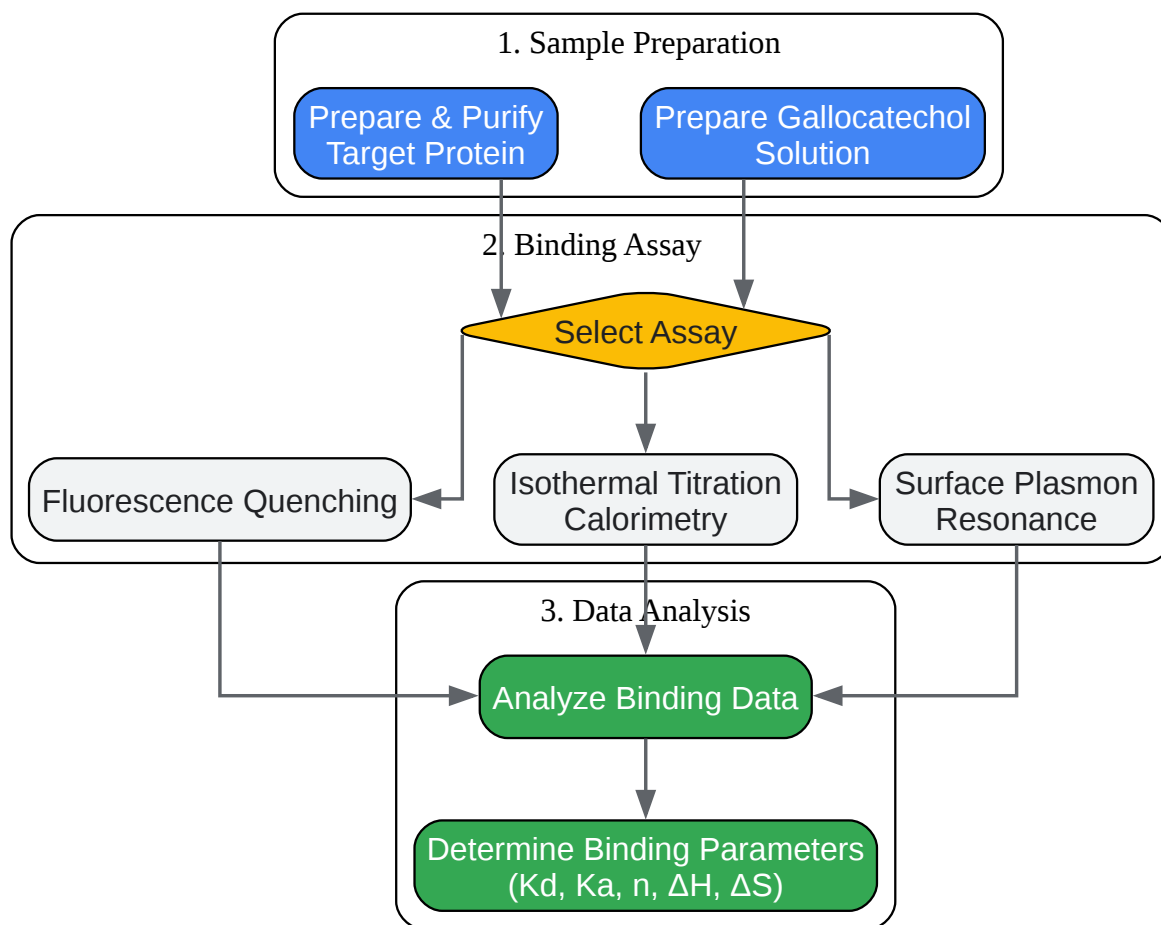 1. Sample Preparation
Prepare & Purify
Target Protein
Prepare Gallocatechol
Solution
2. Binding Assay
Select Assay
Fluorescence Quenching
Isothermal Titration
Calorimetry
Surface Plasmon
Resonance
3. Data Analysis
Analyze Binding Data
Determine Binding Parameters
(Kd, Ka, n, ΔH, ΔS)